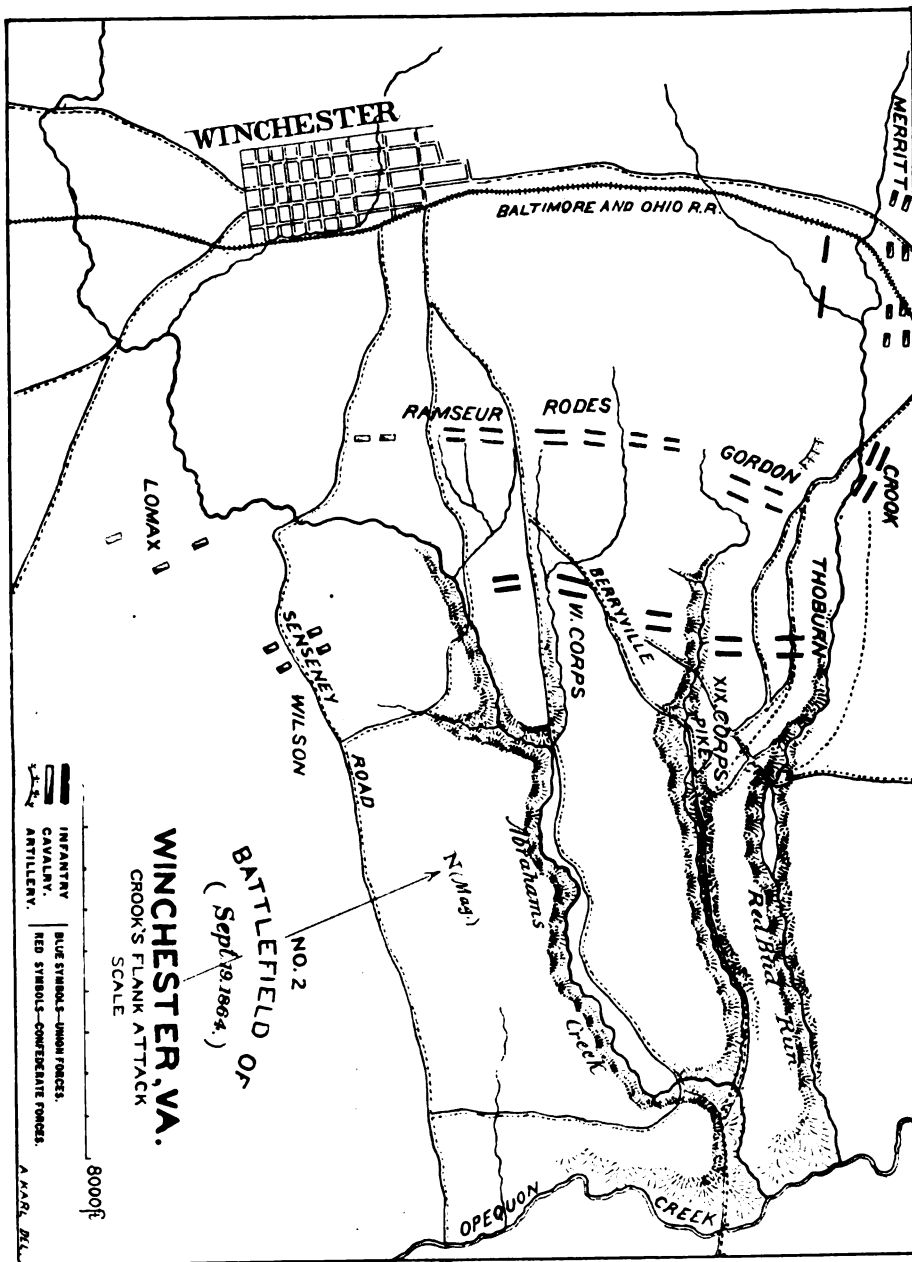 WINCHESTER
MERRITT
BALTIMORE AND OHIO R.R.
RAMSEUR
RODES
GORDON
CROOK
LOMAX
THOBURN
BERRYVILLE
PIKE
VI. CORPS
XIX. CORPS
SENSENEY
ROAD
WILSON
Abrahams
Creek
Red Bud
Run
N (Mag.)
OPEQUON
CREEK
NO. 2
BATTLEFIELD OF
(Sept. 19. 1864.)
WINCHESTER, VA.
CROOK'S FLANK ATTACK
SCALE
8000 ft
INFANTRY
CAVALRY.
ARTILLERY.
BLUE SYMBOLS—UNION FORCES.
RED SYMBOLS—CONFEDERATE FORCES.
A. KARL DEL.